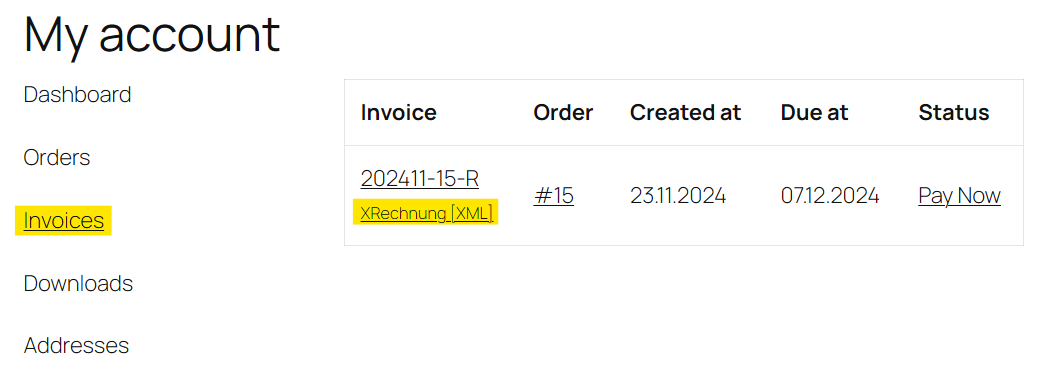 My account
Dashboard
Orders
Invoices
Downloads
Addresses
Invoice Order Created at Due at Status
202411-15-R #15 23.11.2024 07.12.2024 Pay Now
XRechnung [XML]